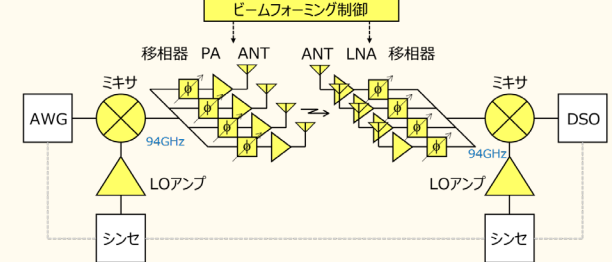 ビームフォーミング制御
移相器 PA ANT ANT LNA 移相器
ミキサ ミキサ
AWG ϕ ϕ ϕ ϕ ϕ ϕ ϕ ϕ DSO
94GHz 94GHz
LOアンプ LOアンプ
シンセ シンセ